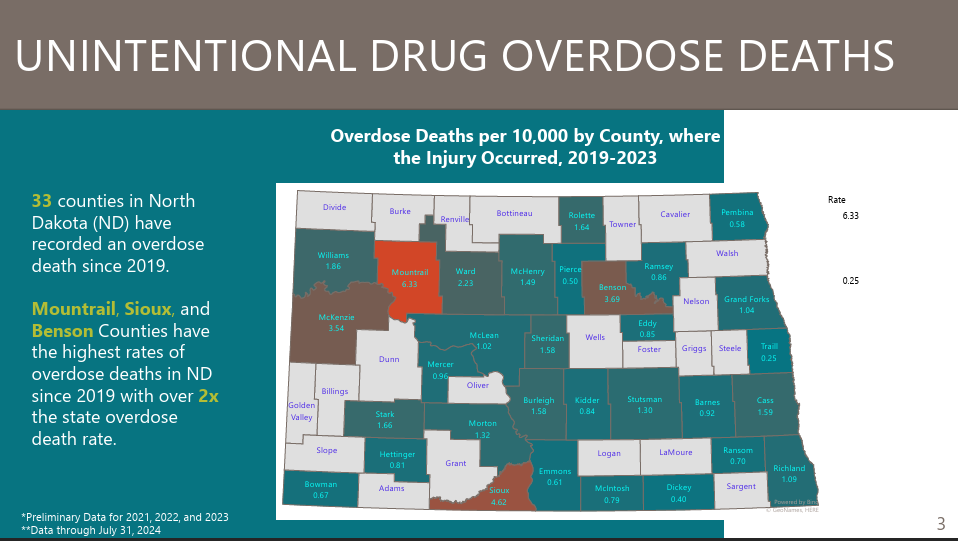 UNINTENTIONAL DRUG OVERDOSE DEATHS
Overdose Deaths per 10,000 by County, where
the Injury Occurred, 2019-2023
33 counties in North
Dakota (ND) have
recorded an overdose
death since 2019.
Mountrail, Sioux, and
Benson Counties have
the highest rates of
overdose deaths in ND
since 2019 with over 2x
the state overdose
death rate.
*Preliminary Data for 2021, 2022, and 2023
**Data through July 31, 2024
Divide
Burke
Renville
Bottineau
Rolette
1.64
Towner
Cavalier
Pembina
0.58
Williams
1.86
Mountrail
6.33
Ward
2.23
McHenry
1.49
Pierce
0.50
Benson
3.69
Ramsey
0.86
Walsh
McKenzie
3.54
Nelson
Grand Forks
1.04
Dunn
McLean
1.02
Sheridan
1.58
Wells
Eddy
0.85
Foster
Griggs
Steele
Traill
0.25
Mercer
0.96
Oliver
Golden
Valley
Billings
Stark
1.66
Morton
1.32
Burleigh
1.58
Kidder
0.84
Stutsman
1.30
Barnes
0.92
Cass
1.59
Slope
Hettinger
0.81
Grant
Bowman
0.67
Adams
Sioux
4.62
Emmons
0.61
Logan
LaMoure
Ransom
0.70
Richland
1.09
McIntosh
0.79
Dickey
0.40
Sargent
Powered by Bing
© GeoNames, HERE
Rate
6.33
0.25
3